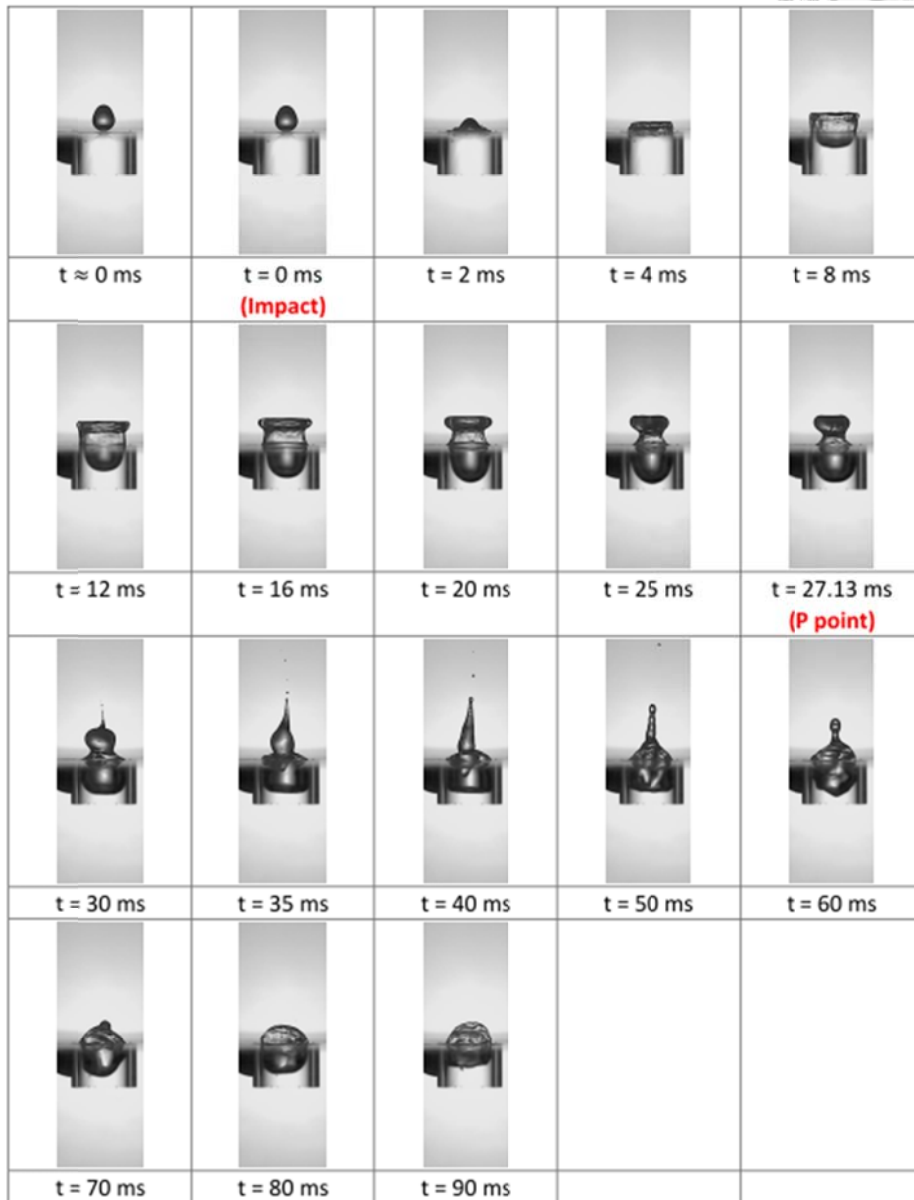 t ≈ 0 ms
t = 0 ms
(Impact)
t = 2 ms
t = 4 ms
t = 8 ms
t = 12 ms
t = 16 ms
t = 20 ms
t = 25 ms
t = 27.13 ms
(P point)
t = 30 ms
t = 35 ms
t = 40 ms
t = 50 ms
t = 60 ms
t = 70 ms
t = 80 ms
t = 90 ms